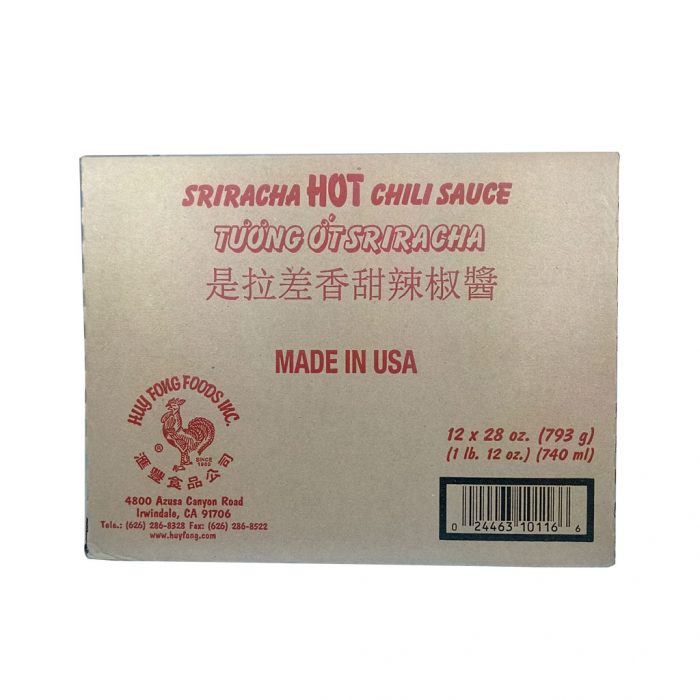 SRIRACHA HOT CHILI SAUCE
TƯƠNG ỚT SRIRACHA
是拉差香甜辣椒醬
MADE IN USA
HUY FONG FOODS INC.
®
SINCE
1980
滙豐食品公司
4800 Azusa Canyon Road
Irwindale, CA 91706
Tele.: (626) 286-8328 Fax: (626) 286-8522
www.huyfong.com
12 x 28 oz. (793 g)
(1 lb. 12 oz.) (740 ml)
0 24463 10116 6